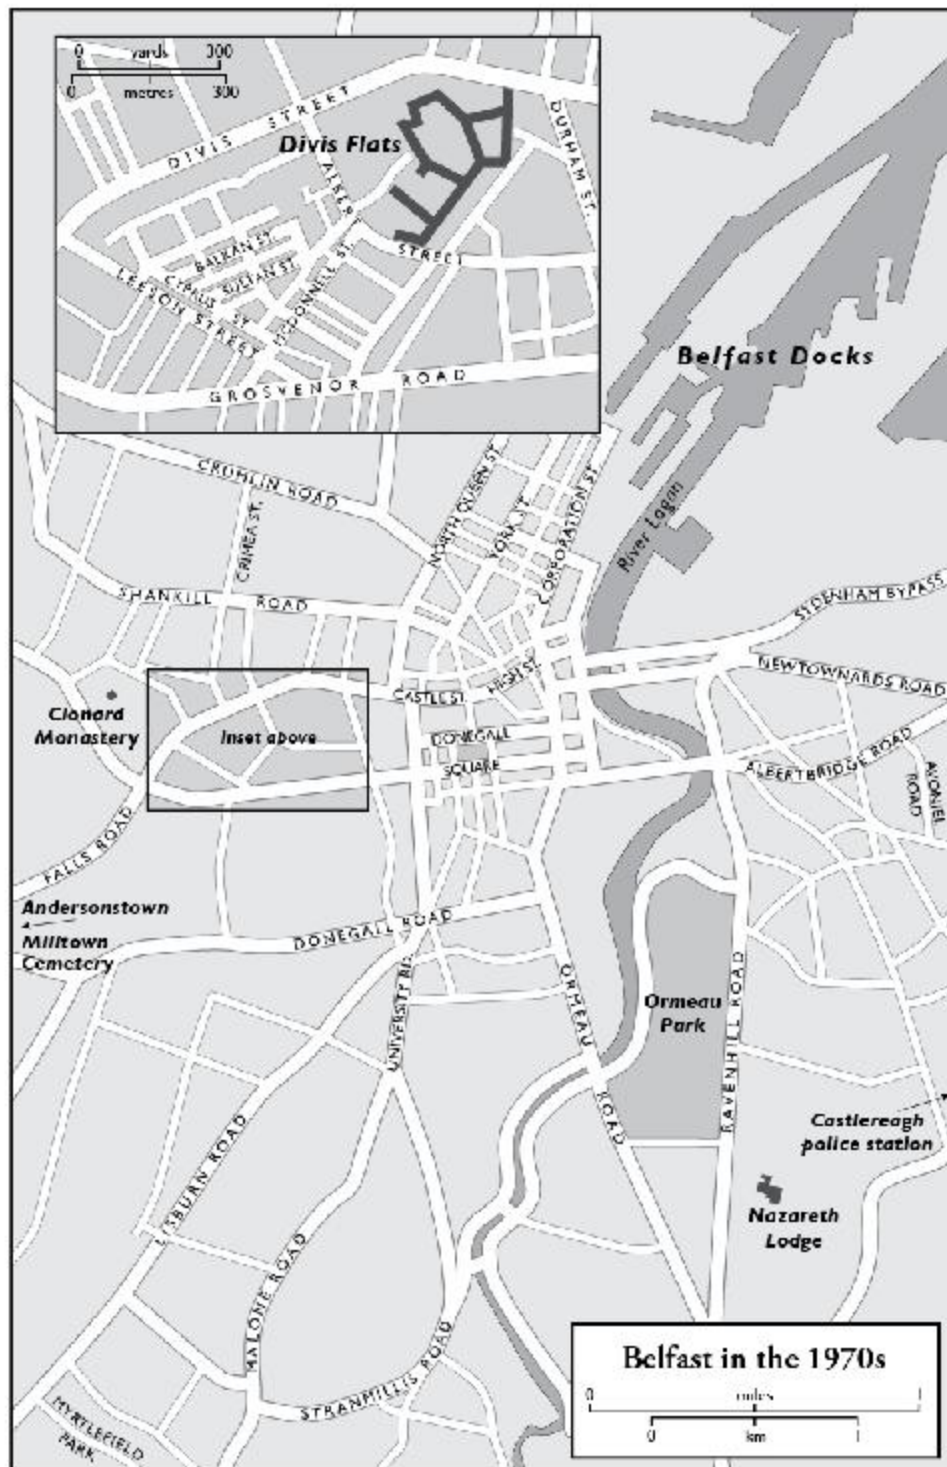 0 yards 300
0 metres 300
DIVIS STREET
Divis Flats
DURHAM ST.
ALBERT
STREET
BALKAN ST.
SULTAN ST.
CYPRUS
ST.
LEESON STREET
McDONNELL ST.
GROSVENOR ROAD
Belfast Docks
River Lagan
CRUMLIN ROAD
NORTH QUEEN ST.
YORK ST.
CORPORATION ST.
CRIMEA ST.
SHANKILL ROAD
SYDENHAM BYPASS
NEWTOWNARDS ROAD
CASTLE ST.
HIGH ST.
Clonard
Monastery
Inset above
DONEGALL
SQUARE
ALBERTBRIDGE ROAD
AVONIEL
ROAD
FALLS ROAD
Andersonstown
Milltown
Cemetery
DONEGALL ROAD
UNIVERSITY RD.
ORMEAU
ROAD
Ormeau
Park
RAVENHILL ROAD
Castlereagh
police station
LISBURN ROAD
Nazareth
Lodge
MALONE ROAD
STRANMILLIS ROAD
MYRTLEFIELD
PARK
Belfast in the 1970s
0 miles 1
0 km 1